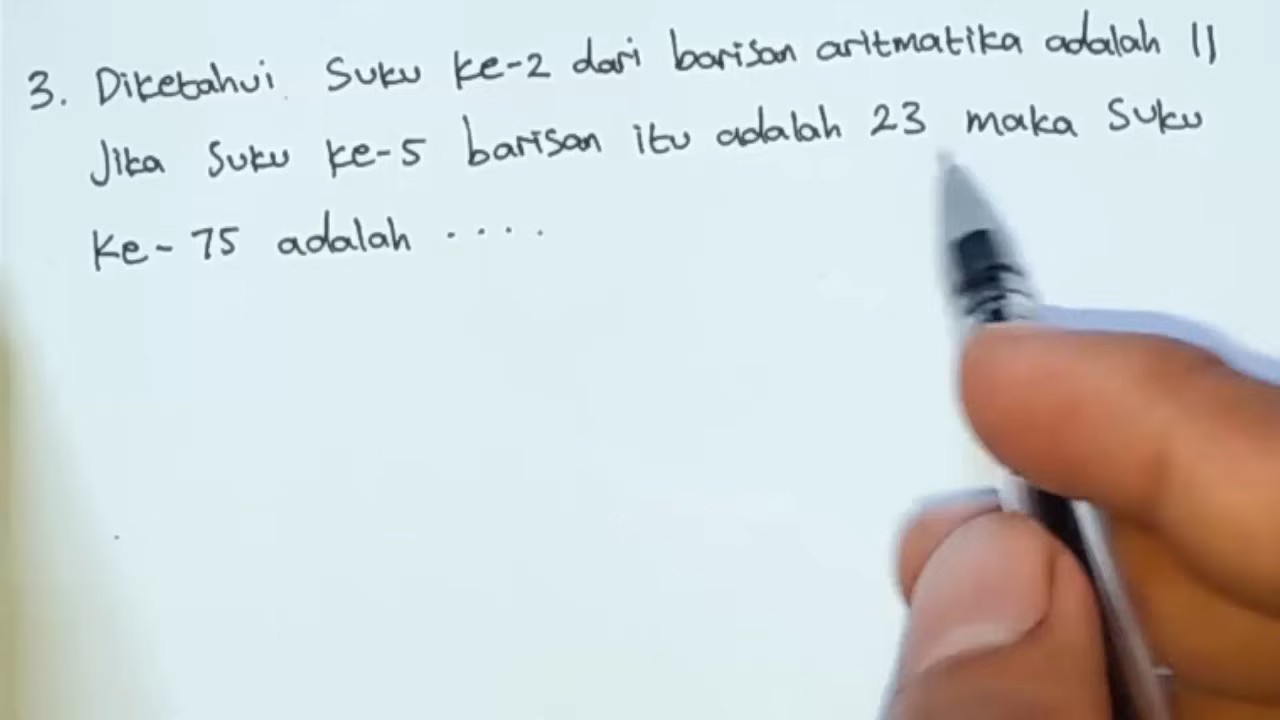 3. Diketahui Suku ke-2 dari barisan aritmatika adalah 11
Jika Suku ke-5 barisan itu adalah 23 maka Suku
Ke-75 adalah ....